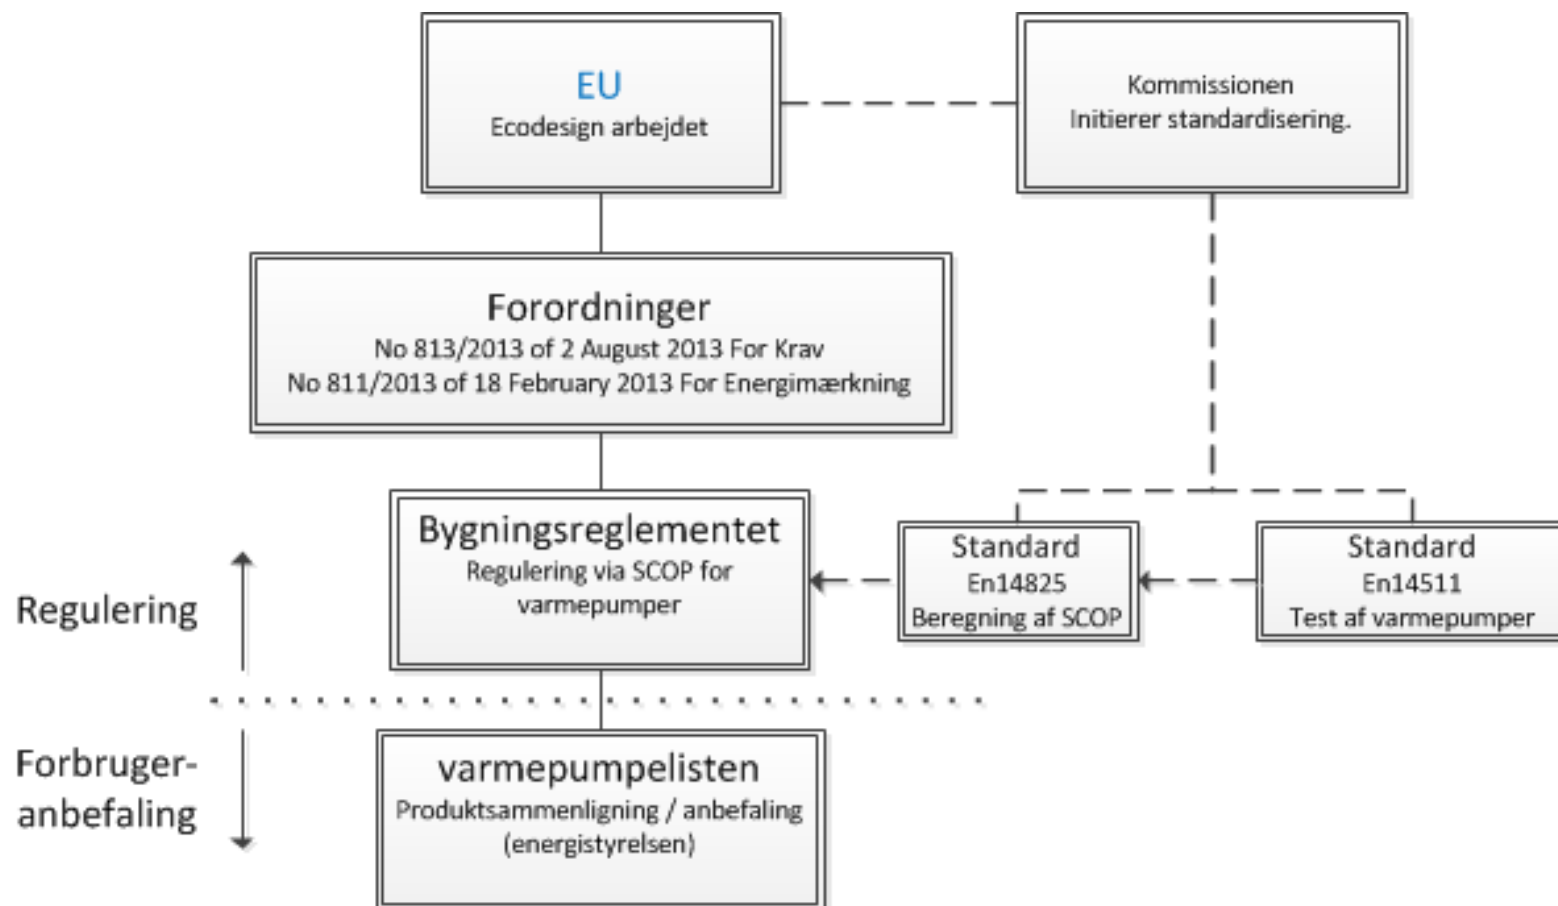 EU
Ecodesign arbejdet
Kommissionen
Initierer standardisering.
Forordninger
No 813/2013 of 2 August 2013 For Krav
No 811/2013 of 18 February 2013 For Energimærkning
Bygningsreglementet
Regulering via SCOP for
varmepumper
Standard
En14825
Beregning af SCOP
Standard
En14511
Test af varmepumper
Regulering
Forbruger-
anbefaling
varmepumpelisten
Produktsammenligning / anbefaling
(energistyrelsen)